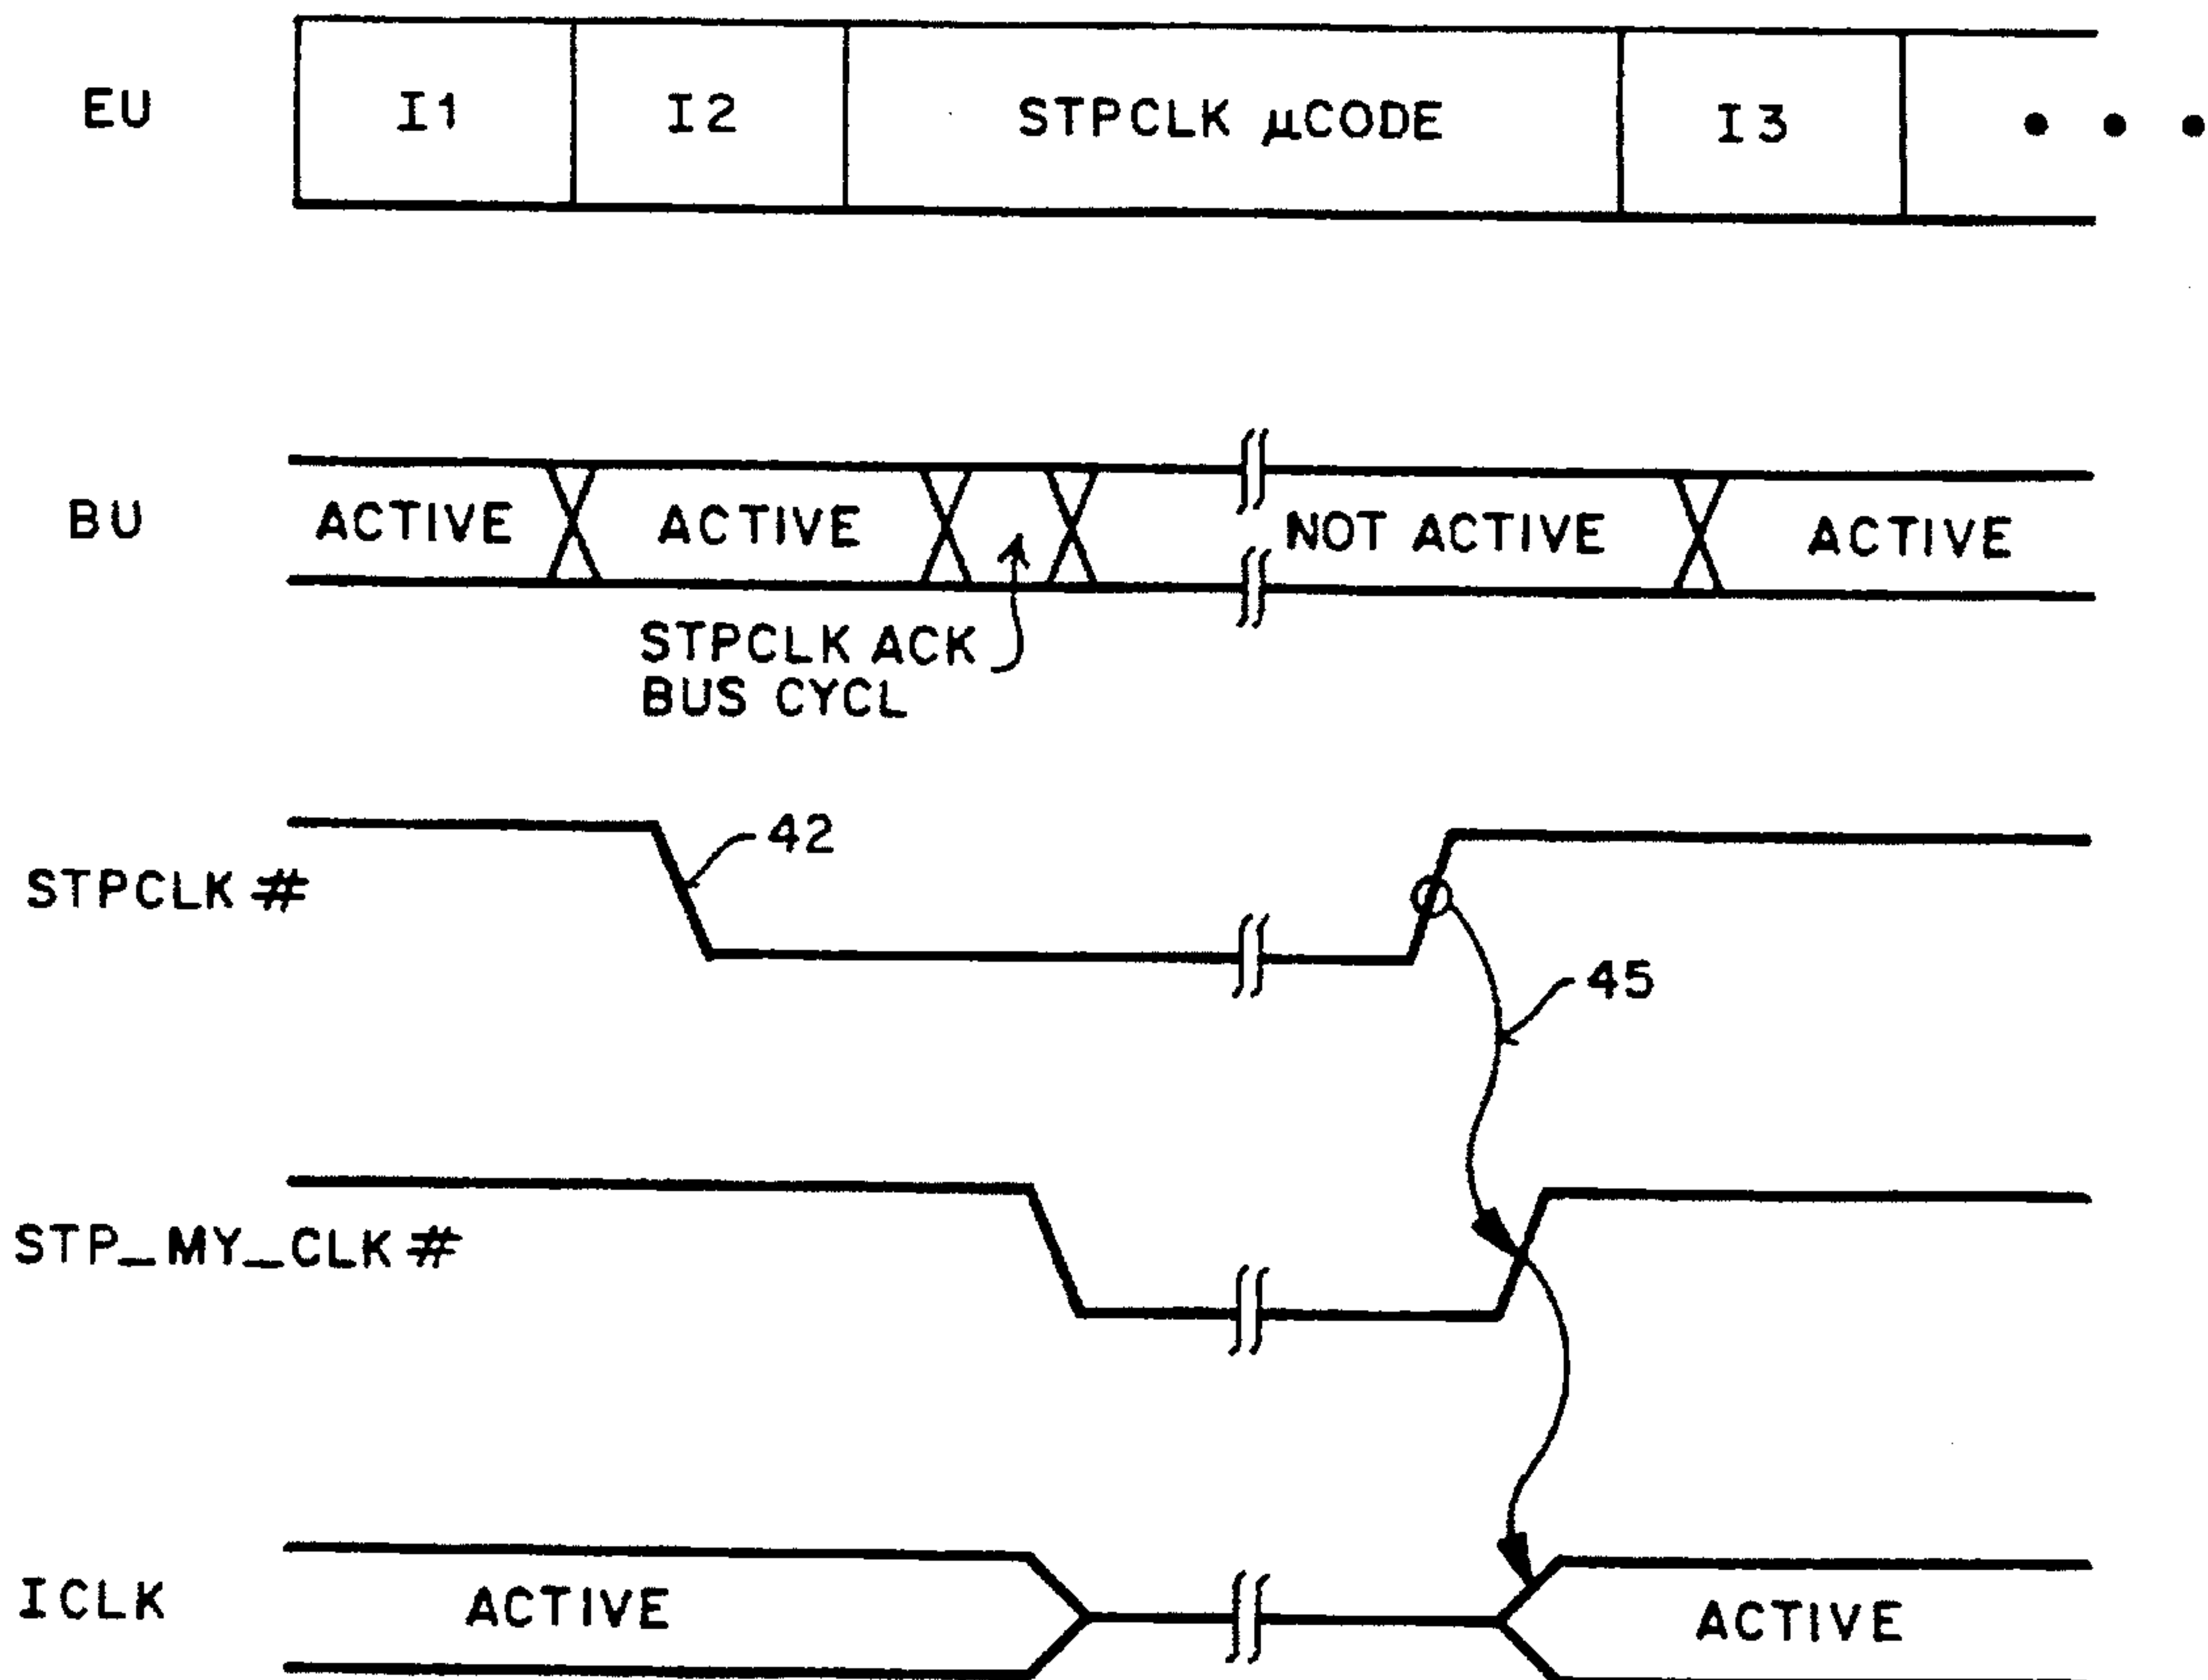 EU
I1
I2
STPCLK µCODE
I3
• • •
BU
ACTIVE
ACTIVE
NOT ACTIVE
ACTIVE
STPCLK ACK
BUS CYCL
42
STPCLK #
45
STP_MY_CLK #
ICLK
ACTIVE
ACTIVE